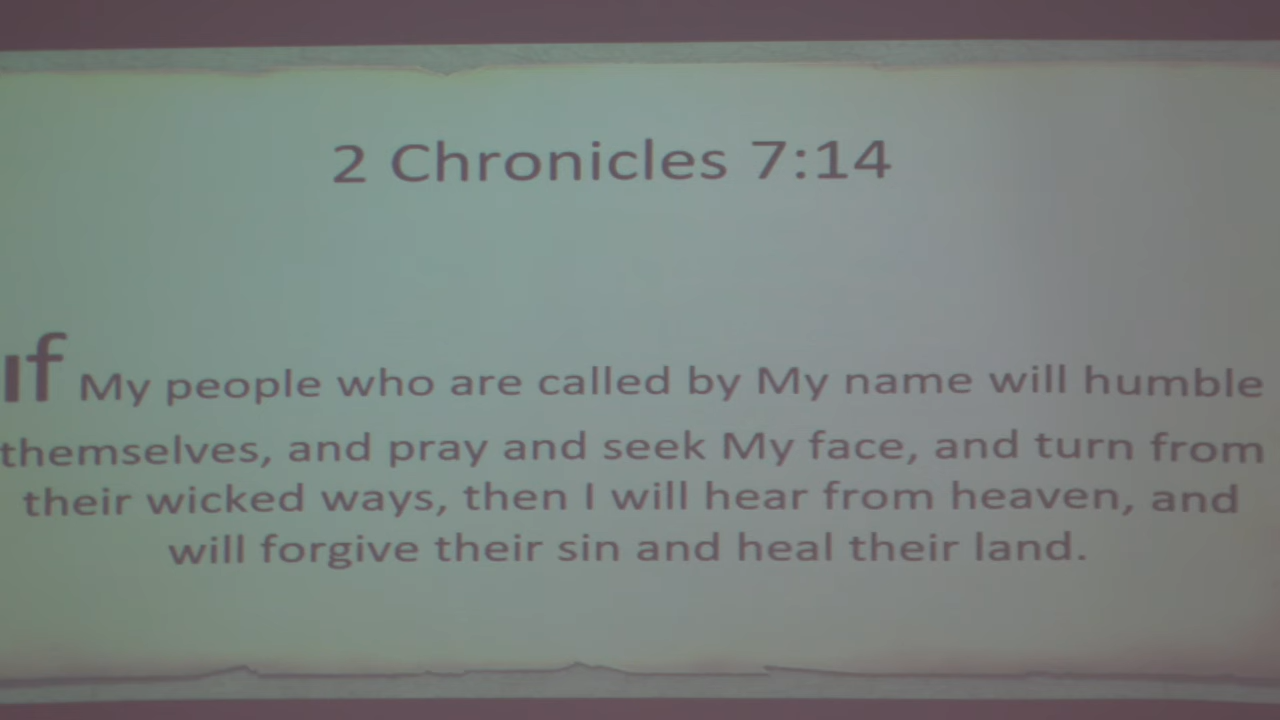 2 Chronicles 7:14
If My people who are called by My name will humble
themselves, and pray and seek My face, and turn from
their wicked ways, then I will hear from heaven, and
will forgive their sin and heal their land.